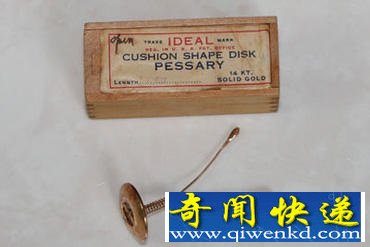 open
TRADE IDEAL MARK
REG. IN U.S.A. PAT. OFFICE
CUSHION SHAPE DISK
PESSARY
LENGTH
14 KT.
SOLID GOLD
奇闻快递
www.qiwenkd.com